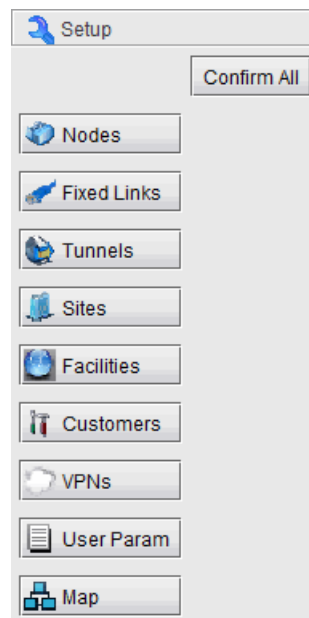 Setup
Confirm All
Nodes
Fixed Links
Tunnels
Sites
Facilities
Customers
VPNs
User Param
Map